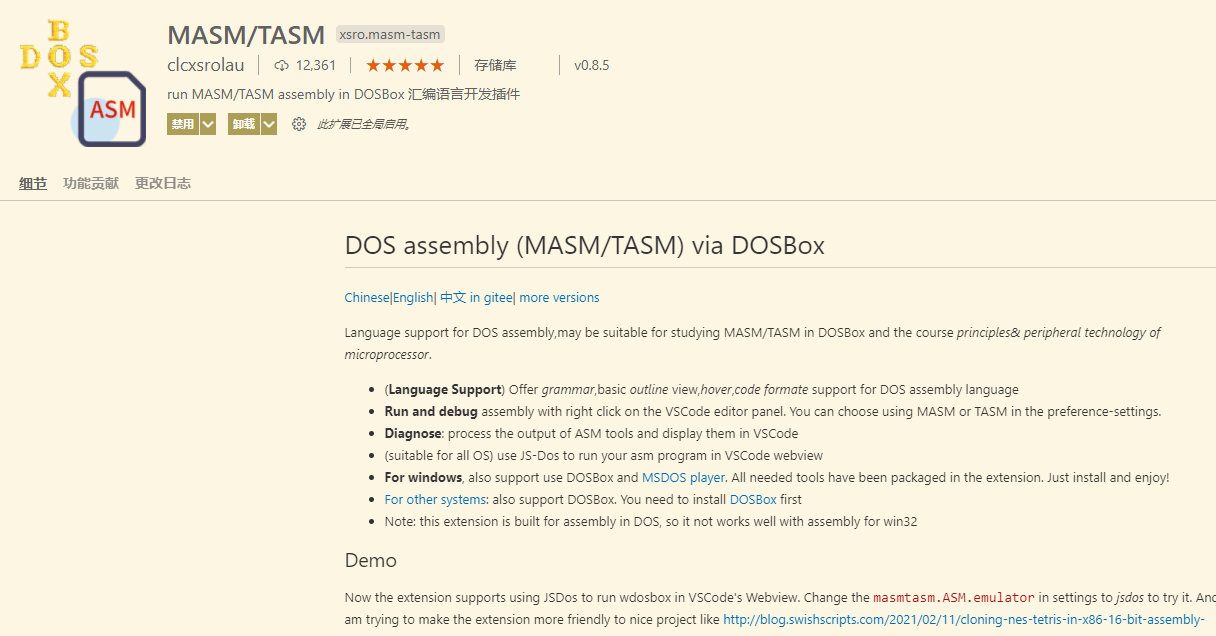 B
DOS
X
ASM
MASM/TASM xsro.masm-tasm
clcxsrolau 12,361 ★★★★★ 存储库 v0.8.5
run MASM/TASM assembly in DOSBox 汇编语言开发插件
禁用 卸载 此扩展已全局启用。
细节 功能贡献 更改日志
DOS assembly (MASM/TASM) via DOSBox
Chinese|English| 中文 in gitee| more versions
Language support for DOS assembly,may be suitable for studying MASM/TASM in DOSBox and the course principles& peripheral technology of
microprocessor.
• (Language Support) Offer grammar,basic outline view,hover,code formate support for DOS assembly language
• Run and debug assembly with right click on the VSCode editor panel. You can choose using MASM or TASM in the preference-settings.
• Diagnose: process the output of ASM tools and display them in VSCode
• (suitable for all OS) use JS-Dos to run your asm program in VSCode webview
• For windows, also support use DOSBox and MSDOS player. All needed tools have been packaged in the extension. Just install and enjoy!
• For other systems: also support DOSBox. You need to install DOSBox first
• Note: this extension is built for assembly in DOS, so it not works well with assembly for win32
Demo
Now the extension supports using JSDos to run wdosbox in VSCode's Webview. Change the masmtasm.ASM.emulator in settings to jsdos to try it. And
am trying to make the extension more friendly to nice project like http://blog.swishscripts.com/2021/02/11/cloning-nes-tetris-in-x86-16-bit-assembly-